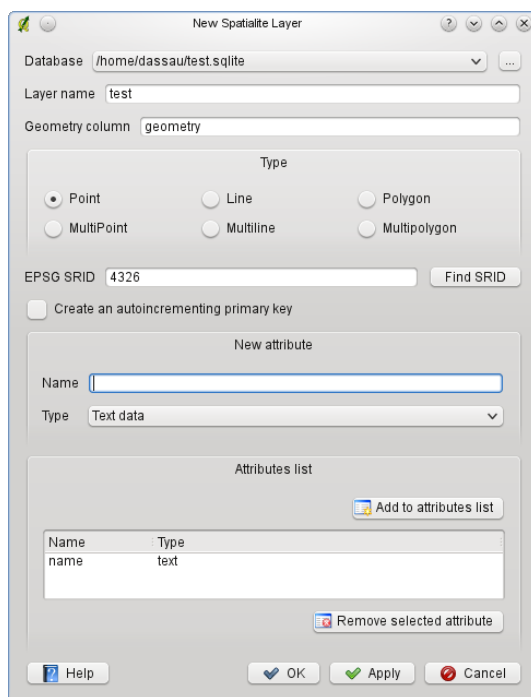 New Spatialite Layer
Database /home/dassau/test.sqlite ...
Layer name test
Geometry column geometry
Type
Point Line Polygon
MultiPoint Multiline Multipolygon
EPSG SRID 4326 Find SRID
Create an autoincrementing primary key
New attribute
Name
Type Text data
Attributes list
Add to attributes list
Name Type
name text
Remove selected attribute
Help OK Apply Cancel